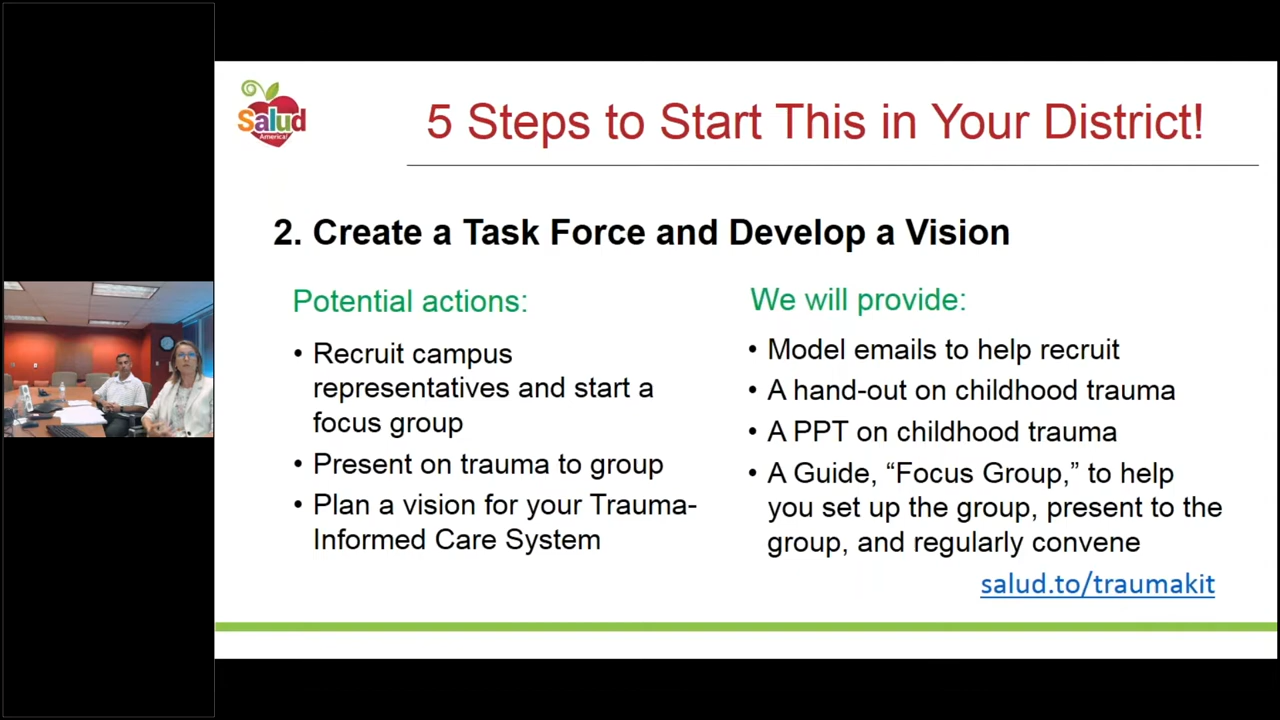 Salud
America!
5 Steps to Start This in Your District!
2. Create a Task Force and Develop a Vision
Potential actions:
• Recruit campus
representatives and start a
focus group
• Present on trauma to group
• Plan a vision for your Trauma-
Informed Care System
We will provide:
• Model emails to help recruit
• A hand-out on childhood trauma
• A PPT on childhood trauma
• A Guide, “Focus Group,” to help
you set up the group, present to the
group, and regularly convene
salud.to/traumakit